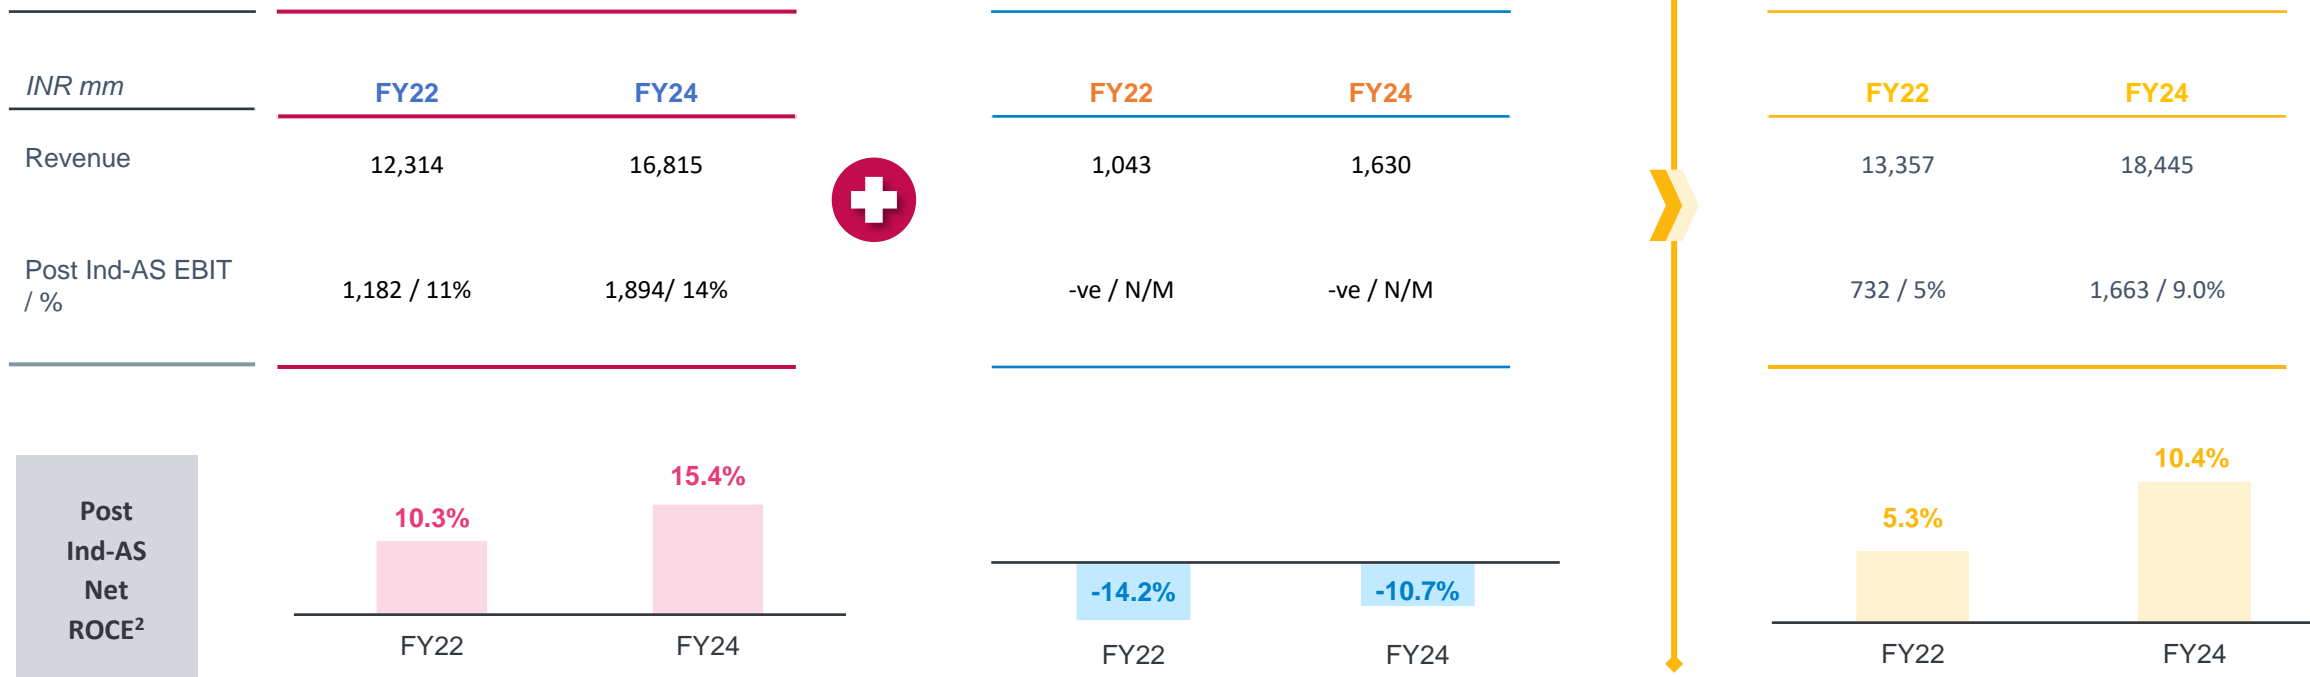 INR mm FY22 FY24 FY22 FY24 FY22 FY24
Revenue 12,314 16,815 1,043 1,630 13,357 18,445
Post Ind-AS EBIT
/ % 1,182 / 11% 1,894/ 14% -ve / N/M -ve / N/M 732 / 5% 1,663 / 9.0%
Post
Ind-AS
Net
ROCE²
10.3% 15.4%
FY22 FY24
-14.2% -10.7%
FY22 FY24
5.3% 10.4%
FY22 FY24